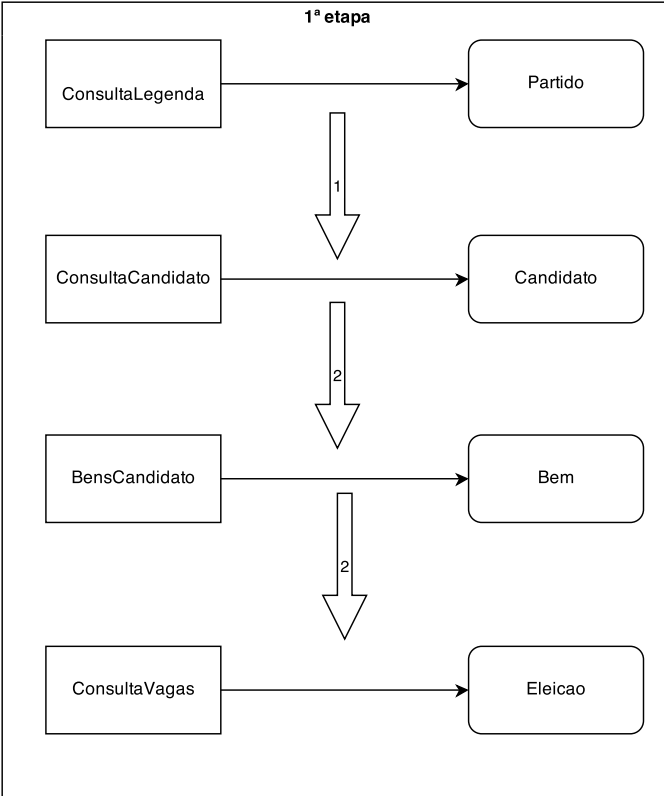 1ª etapa
ConsultaLegenda
Partido
1
ConsultaCandidato
Candidato
2
BensCandidato
Bem
2
ConsultaVagas
Eleicao